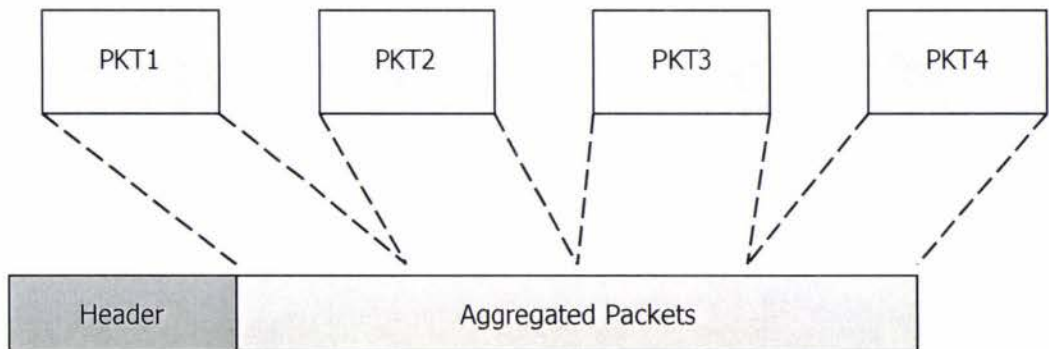 PKT1
PKT2
PKT3
PKT4
Header
Aggregated Packets